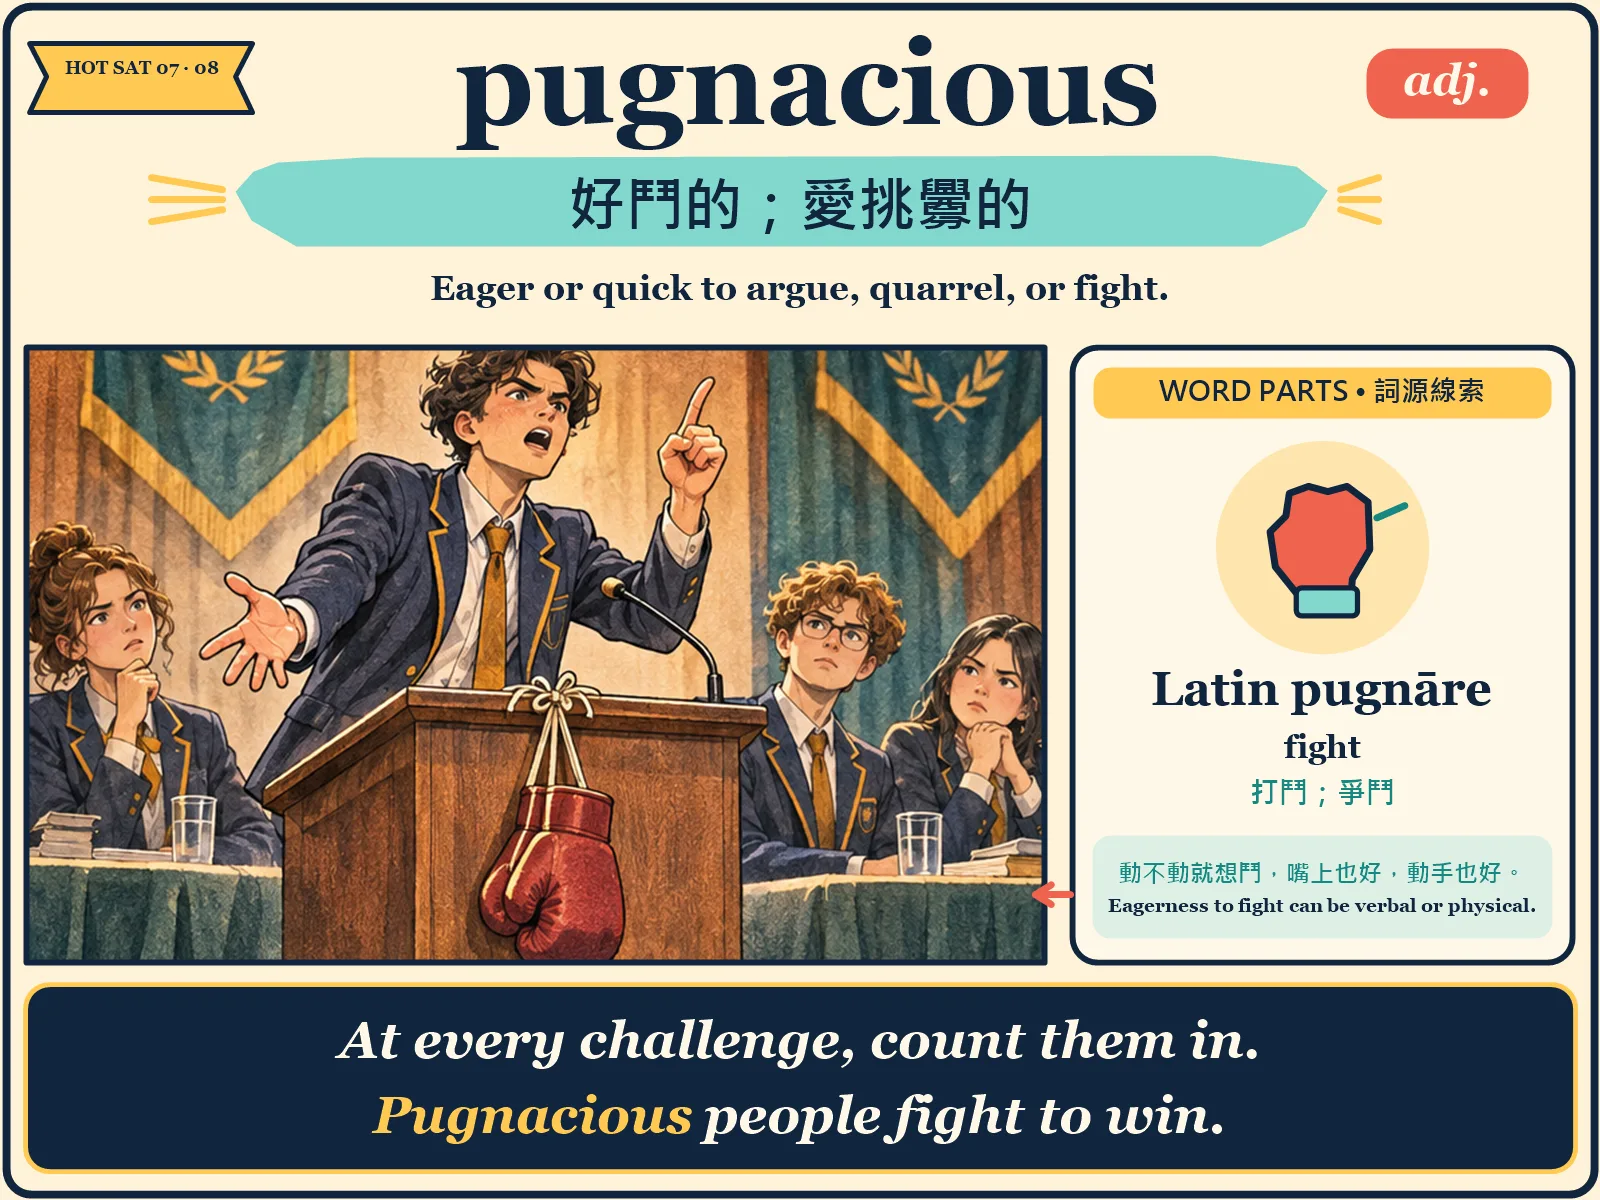 HOT SAT 07 · 08
pugnacious
adj.
好鬥的；愛挑釁的
Eager or quick to argue, quarrel, or fight.
WORD PARTS • 詞源線索
Latin pugnāre
fight
打鬥；爭鬥
動不動就想鬥，嘴上也好，動手也好。
Eagerness to fight can be verbal or physical.
At every challenge, count them in.
Pugnacious people fight to win.